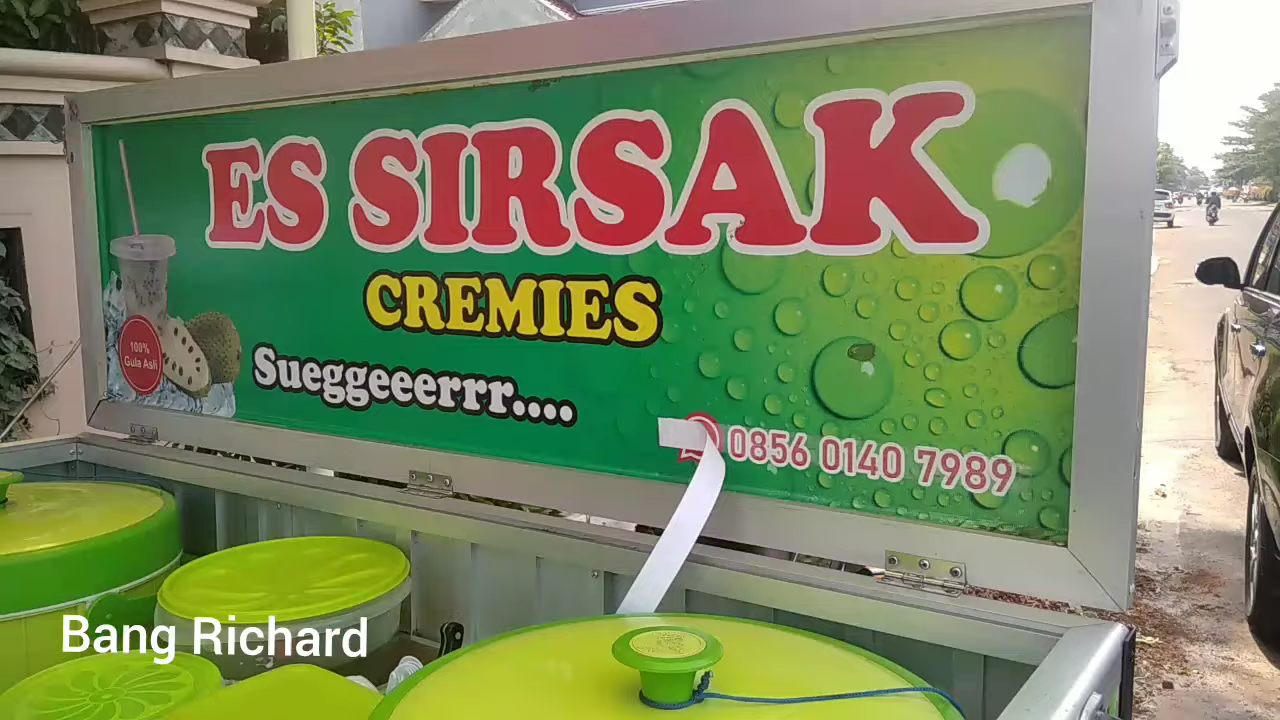 ES SIRSAK
CREMIES
100%
Gula Asli
Sueggeeerrr....
0856 0140 7989
Bang Richard